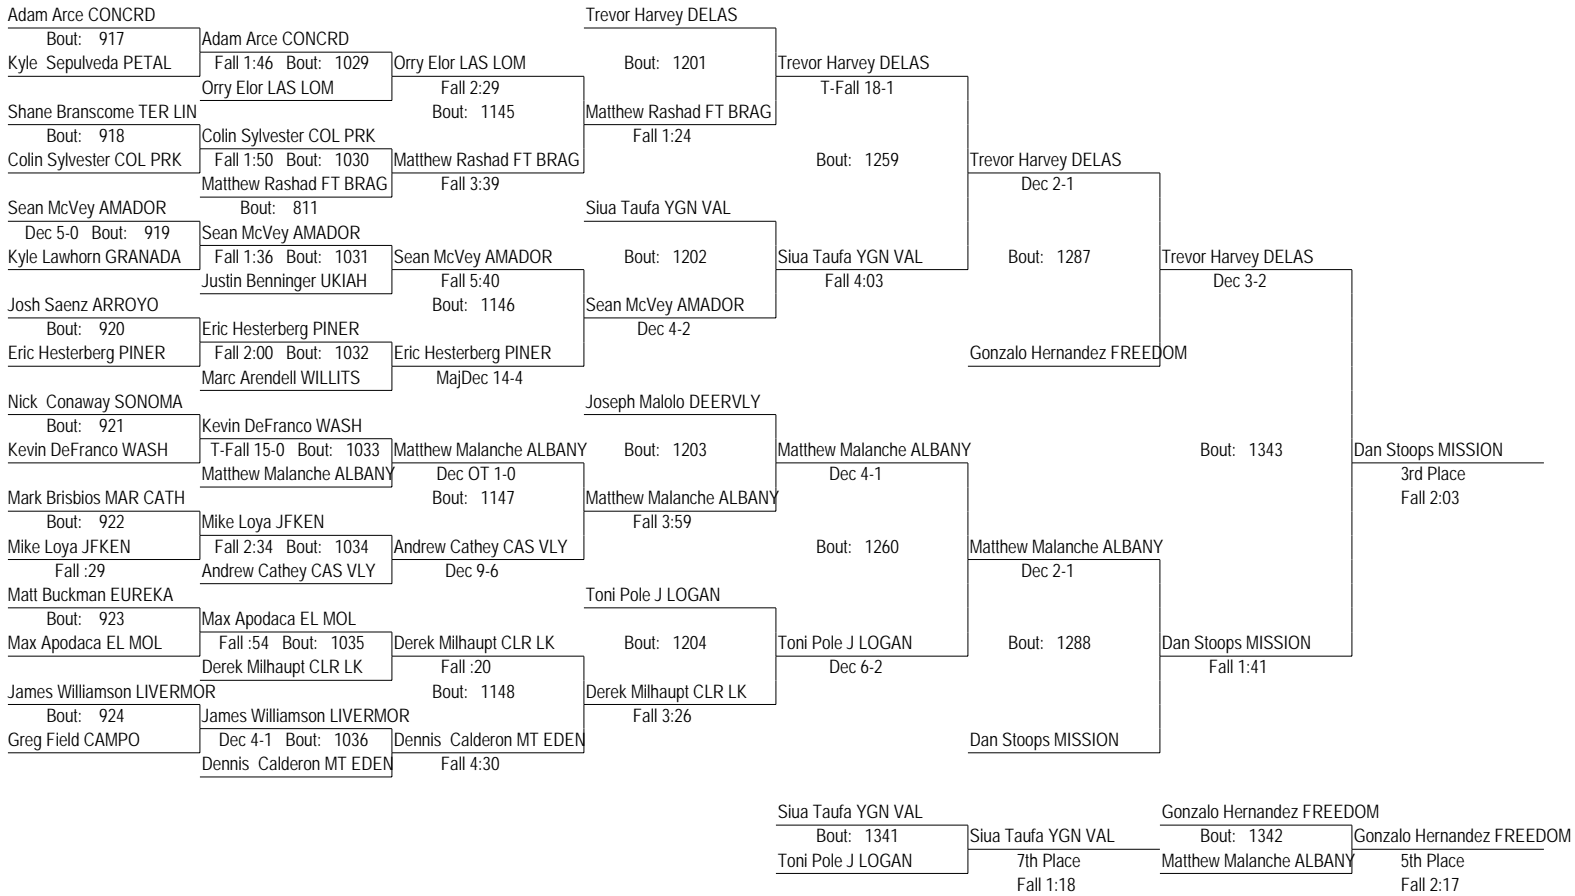 Adam Arce CONCRD
Trevor Harvey DELAS
Bout: 917
Adam Arce CONCRD
Kyle Sepulveda PETAL
Fall 1:46 Bout: 1029
Orry Elor LAS LOM
Bout: 1201
Trevor Harvey DELAS
Orry Elor LAS LOM
Fall 2:29
T-Fall 18-1
Shane Branscome TER LIN
Bout: 1145
Matthew Rashad FT BRAG
Bout: 918
Colin Sylvester COL PRK
Fall 1:24
Colin Sylvester COL PRK
Fall 1:50 Bout: 1030
Matthew Rashad FT BRAG
Bout: 1259
Trevor Harvey DELAS
Matthew Rashad FT BRAG
Fall 3:39
Dec 2-1
Sean McVey AMADOR
Bout: 811
Siua Taufa YGN VAL
Dec 5-0 Bout: 919
Sean McVey AMADOR
Kyle Lawhorn GRANADA
Fall 1:36 Bout: 1031
Sean McVey AMADOR
Bout: 1202
Siua Taufa YGN VAL
Bout: 1287
Trevor Harvey DELAS
Justin Benninger UKIAH
Fall 5:40
Fall 4:03
Dec 3-2
Josh Saenz ARROYO
Bout: 1146
Sean McVey AMADOR
Bout: 920
Eric Hesterberg PINER
Dec 4-2
Eric Hesterberg PINER
Fall 2:00 Bout: 1032
Eric Hesterberg PINER
Gonzalo Hernandez FREEDOM
Marc Arendell WILLITS
MajDec 14-4
Nick Conaway SONOMA
Joseph Malolo DEERVLY
Bout: 921
Kevin DeFranco WASH
Kevin DeFranco WASH
T-Fall 15-0 Bout: 1033
Matthew Malanche ALBANY
Bout: 1203
Matthew Malanche ALBANY
Bout: 1343
Dan Stoops MISSION
Matthew Malanche ALBANY
Dec OT 1-0
Dec 4-1
3rd Place
Mark Brisbios MAR CATH
Bout: 1147
Matthew Malanche ALBANY
Fall 2:03
Bout: 922
Mike Loya JFKEN
Fall 3:59
Mike Loya JFKEN
Fall 2:34 Bout: 1034
Andrew Cathey CAS VLY
Bout: 1260
Matthew Malanche ALBANY
Fall :29
Andrew Cathey CAS VLY
Dec 9-6
Dec 2-1
Matt Buckman EUREKA
Toni Pole J LOGAN
Bout: 923
Max Apodaca EL MOL
Max Apodaca EL MOL
Fall :54 Bout: 1035
Derek Milhaupt CLR LK
Bout: 1204
Toni Pole J LOGAN
Bout: 1288
Dan Stoops MISSION
Derek Milhaupt CLR LK
Fall :20
Dec 6-2
Fall 1:41
James Williamson LIVERMOR
Bout: 1148
Derek Milhaupt CLR LK
Bout: 924
James Williamson LIVERMOR
Fall 3:26
Greg Field CAMPO
Dec 4-1 Bout: 1036
Dennis Calderon MT EDEN
Dan Stoops MISSION
Dennis Calderon MT EDEN
Fall 4:30
Siua Taufa YGN VAL
Gonzalo Hernandez FREEDOM
Bout: 1341
Siua Taufa YGN VAL
Bout: 1342
Gonzalo Hernandez FREEDOM
Toni Pole J LOGAN
7th Place
Matthew Malanche ALBANY
5th Place
Fall 1:18
Fall 2:17